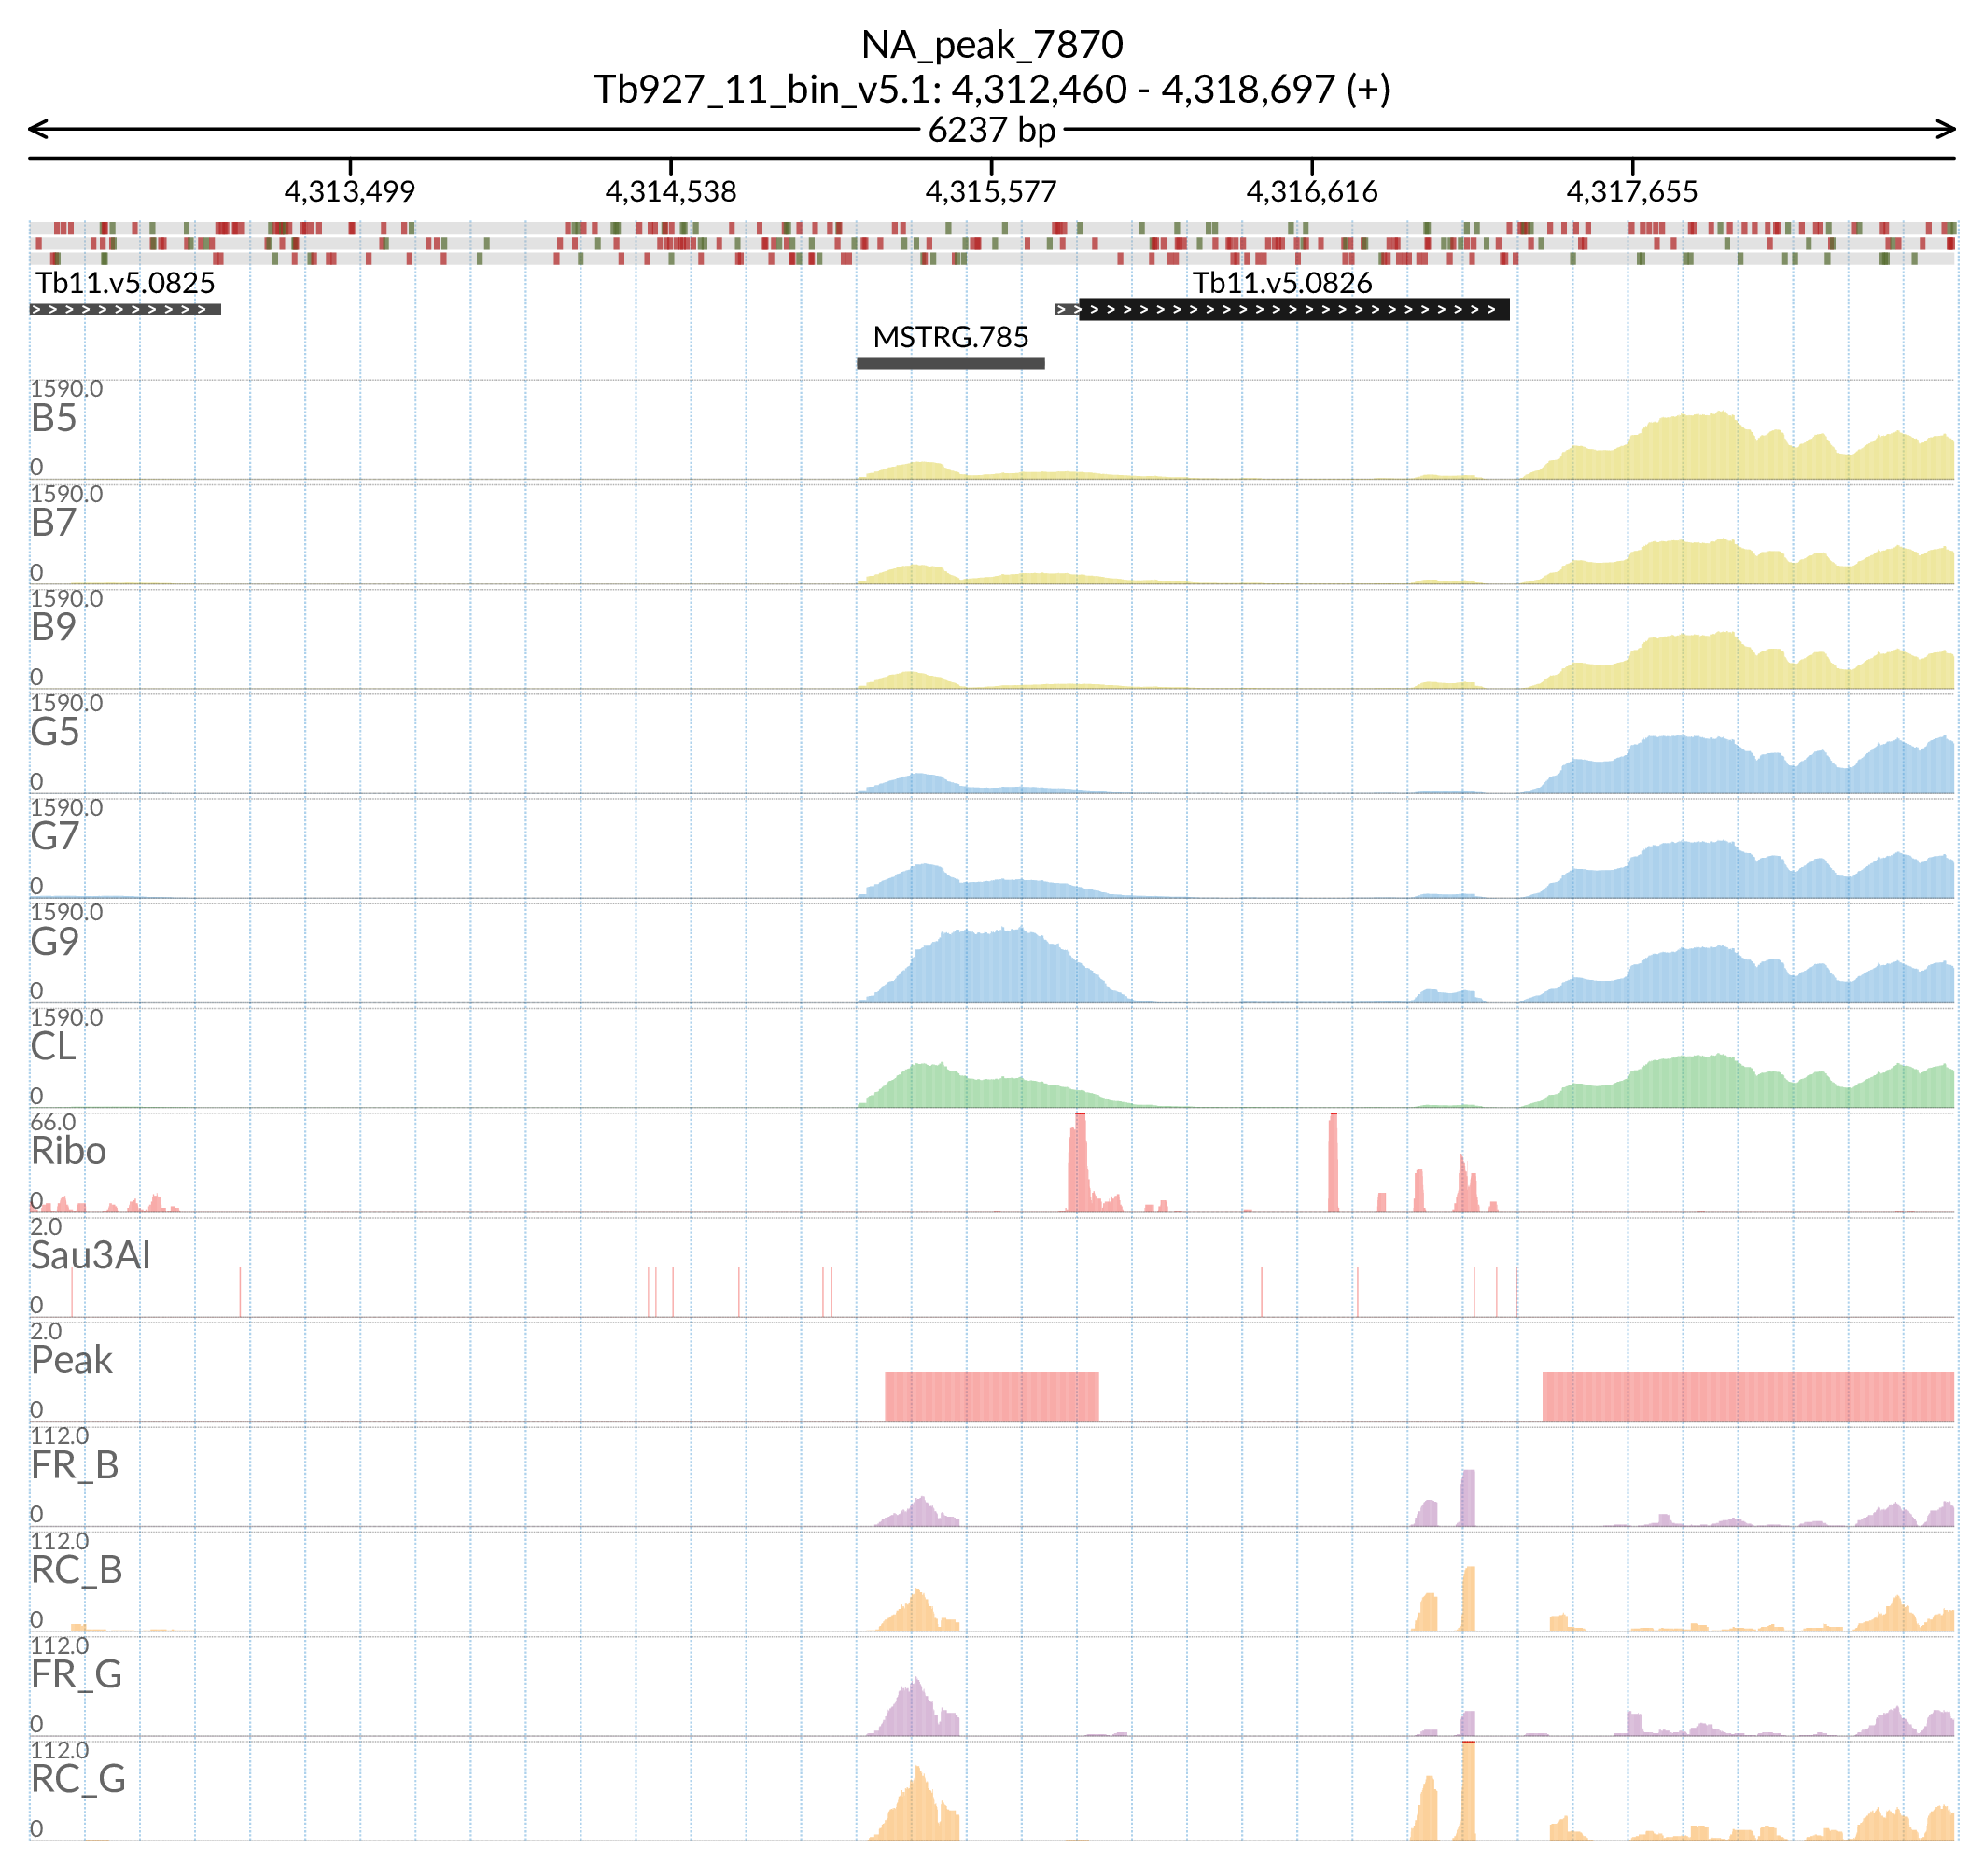 NA_peak_7870
Tb927_11_bin_v5.1: 4,312,460 - 4,318,697 (+)
6237 bp
4,313,499 4,314,538 4,315,577 4,316,616 4,317,655
Tb11.v5.0825 Tb11.v5.0826
MSTRG.785
1590.0
B5
0
1590.0
B7
0
1590.0
B9
0
1590.0
G5
0
1590.0
G7
0
1590.0
G9
0
1590.0
CL
0
66.0
Ribo
0
2.0
Sau3AI
0
2.0
Peak
0
112.0
FR_B
0
112.0
RC_B
0
112.0
FR_G
0
112.0
RC_G
0